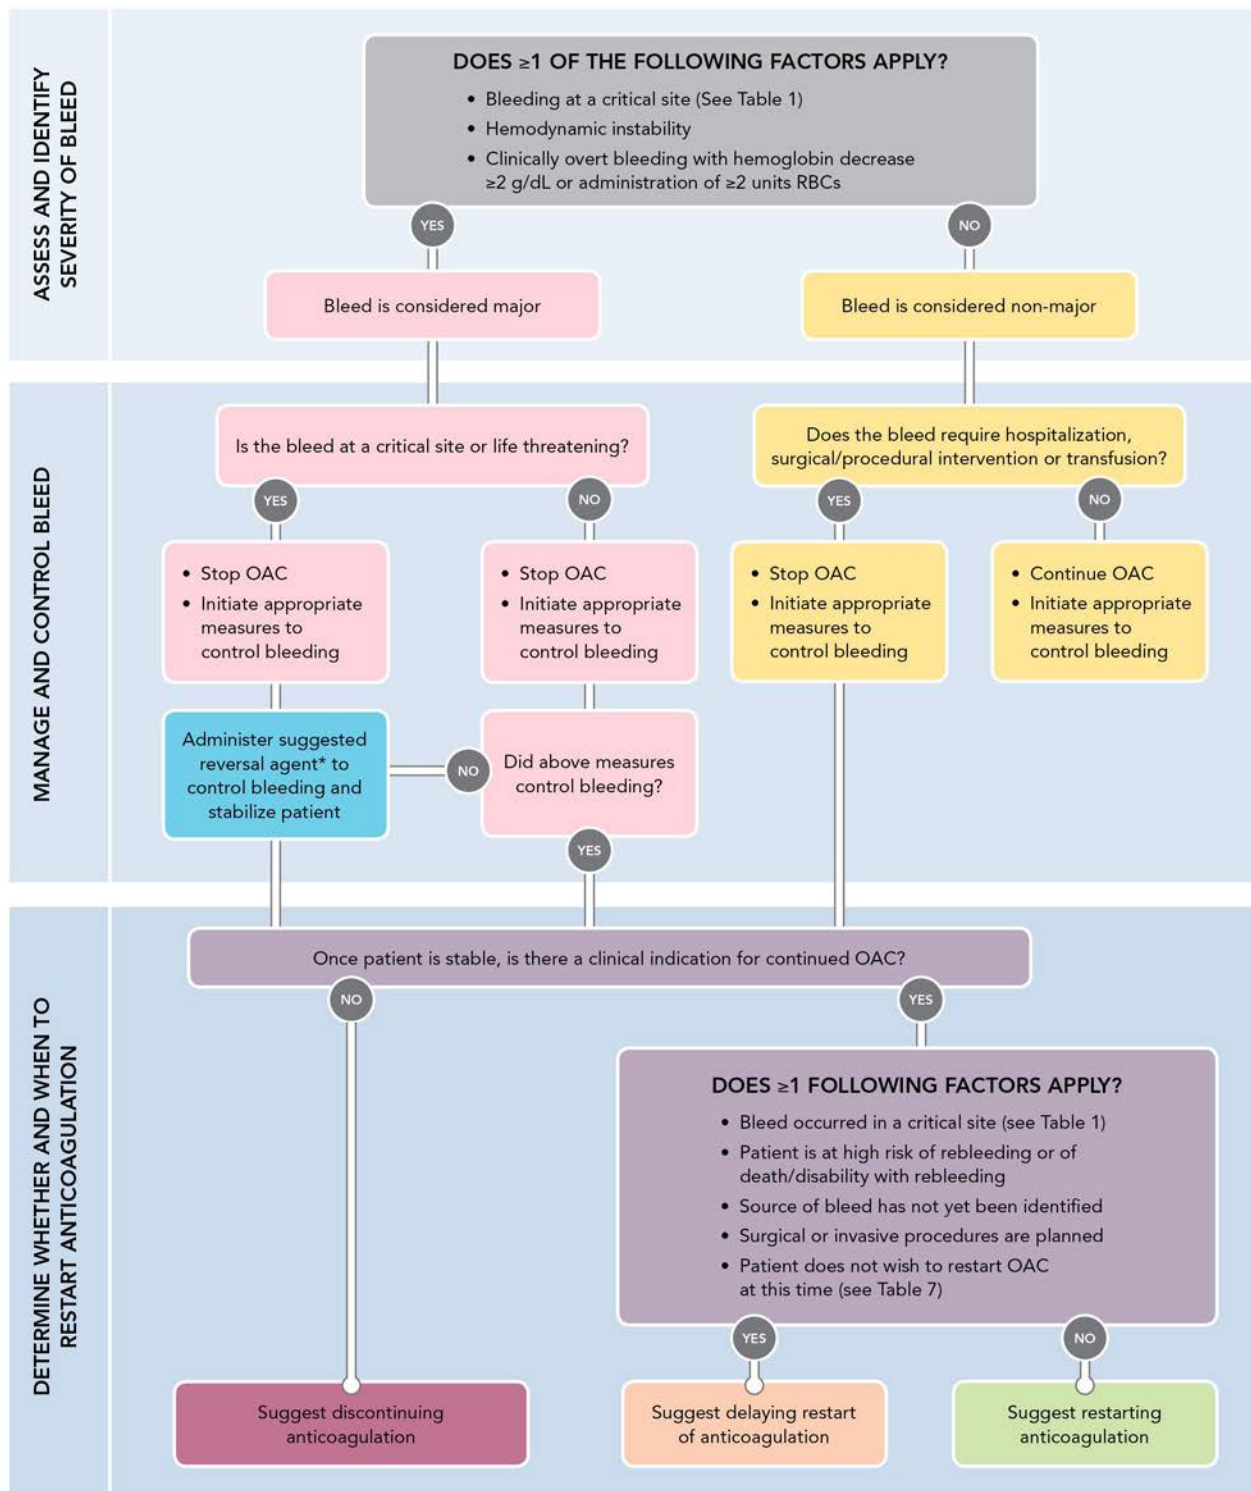 ASSESS AND IDENTIFY
SEVERITY OF BLEED
DOES ≥1 OF THE FOLLOWING FACTORS APPLY?
• Bleeding at a critical site (See Table 1)
• Hemodynamic instability
• Clinically overt bleeding with hemoglobin decrease
≥2 g/dL or administration of ≥2 units RBCs
YES
NO
Bleed is considered major
Bleed is considered non-major
MANAGE AND CONTROL BLEED
Is the bleed at a critical site or life threatening?
Does the bleed require hospitalization,
surgical/procedural intervention or transfusion?
YES
NO
YES
NO
• Stop OAC
• Initiate appropriate
measures to
control bleeding
• Stop OAC
• Initiate appropriate
measures to
control bleeding
• Stop OAC
• Initiate appropriate
measures to
control bleeding
• Continue OAC
• Initiate appropriate
measures to
control bleeding
Administer suggested
reversal agent* to
control bleeding and
stabilize patient
NO
Did above measures
control bleeding?
YES
DETERMINE WHETHER AND WHEN TO
RESTART ANTICOAGULATION
Once patient is stable, is there a clinical indication for continued OAC?
NO
YES
DOES ≥1 FOLLOWING FACTORS APPLY?
• Bleed occurred in a critical site (see Table 1)
• Patient is at high risk of rebleeding or of
death/disability with rebleeding
• Source of bleed has not yet been identified
• Surgical or invasive procedures are planned
• Patient does not wish to restart OAC
at this time (see Table 7)
YES
NO
Suggest discontinuing
anticoagulation
Suggest delaying restart
of anticoagulation
Suggest restarting
anticoagulation